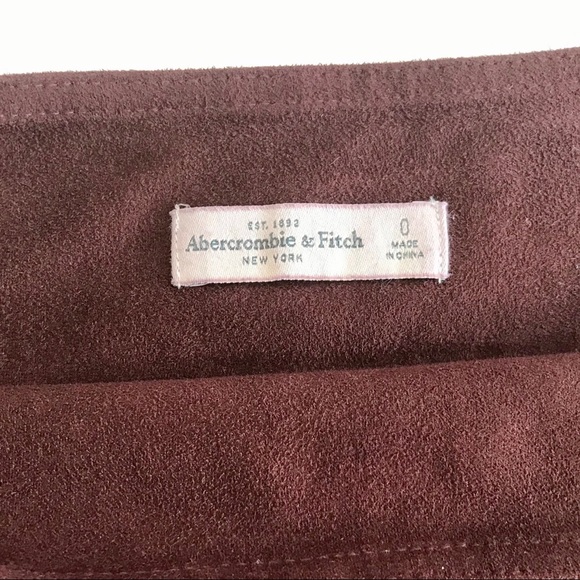 EST. 1892
Abercrombie & Fitch
NEW YORK
0
MADE
IN CHINA